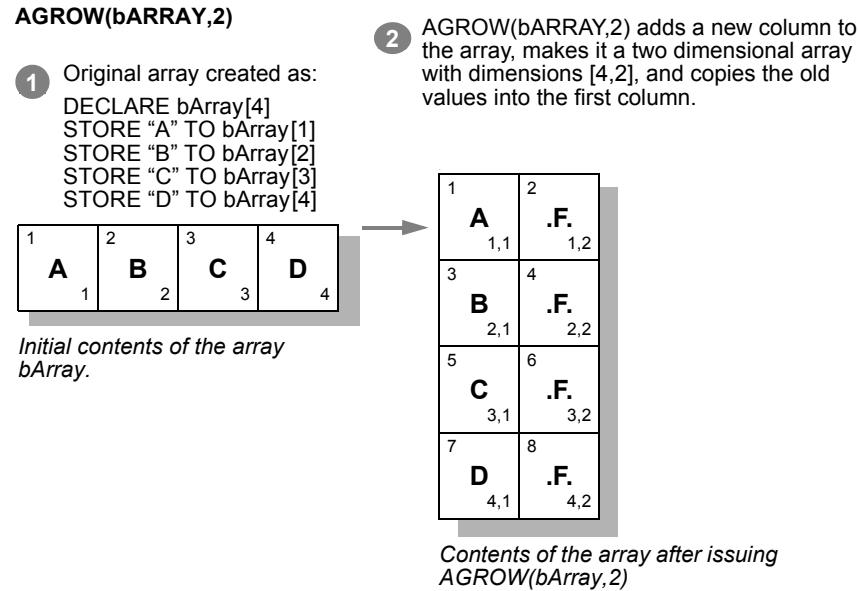 AGROW(bARRAY,2)
1
Original array created as:
DECLARE bArray[4]
STORE “A” TO bArray[1]
STORE “B” TO bArray[2]
STORE “C” TO bArray[3]
STORE “D” TO bArray[4]
1 2 3 4
A B C D
1 2 3 4
Initial contents of the array
bArray.
2
AGROW(bARRAY,2) adds a new column to
the array, makes it a two dimensional array
with dimensions [4,2], and copies the old
values into the first column.
1 2
A .F.
1,1 1,2
3 4
B .F.
2,1 2,2
5 6
C .F.
3,1 3,2
7 8
D .F.
4,1 4,2
Contents of the array after issuing
AGROW(bArray,2)